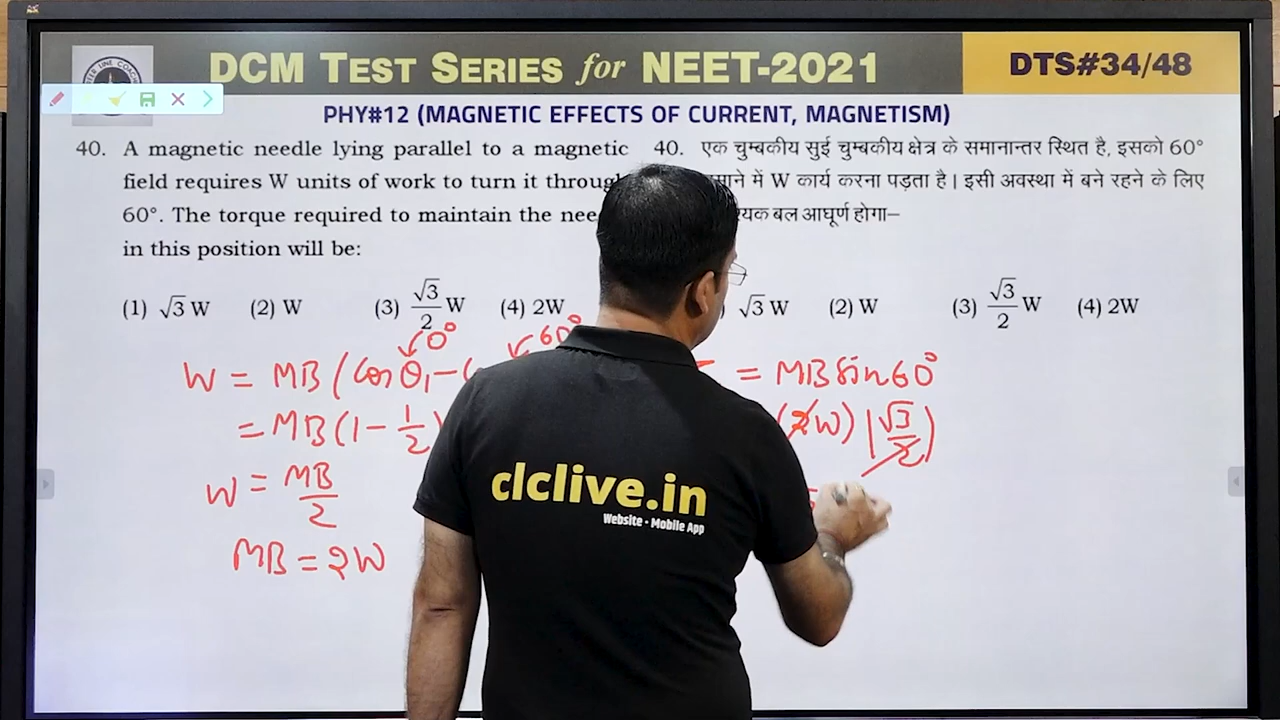 DCM TEST SERIES for NEET-2021
DTS#34/48
PHY#12 (MAGNETIC EFFECTS OF CURRENT, MAGNETISM)
40. A magnetic needle lying parallel to a magnetic
field requires W units of work to turn it through
60°. The torque required to maintain the
in this position will be:
(1) √3 W (2) W (3) √3/2 W (4) 2W
40. एक चुम्बकीय सुई चुम्बकीय क्षेत्र के समानान्तर स्थित है, इसको 60°
में W कार्य करना पड़ता है। इसी अवस्था में बने रहने के लिए
बल आघूर्ण होगा–
√3 W (2) W (3) √3/2 W (4) 2W
0° 60°
W = MB (cos θ₁ –
= MB (1 – 1/2)
W = MB/2
MB = 2W
= MB sin 60°
(2W) (√3/2)
clclive.in
Website • Mobile App